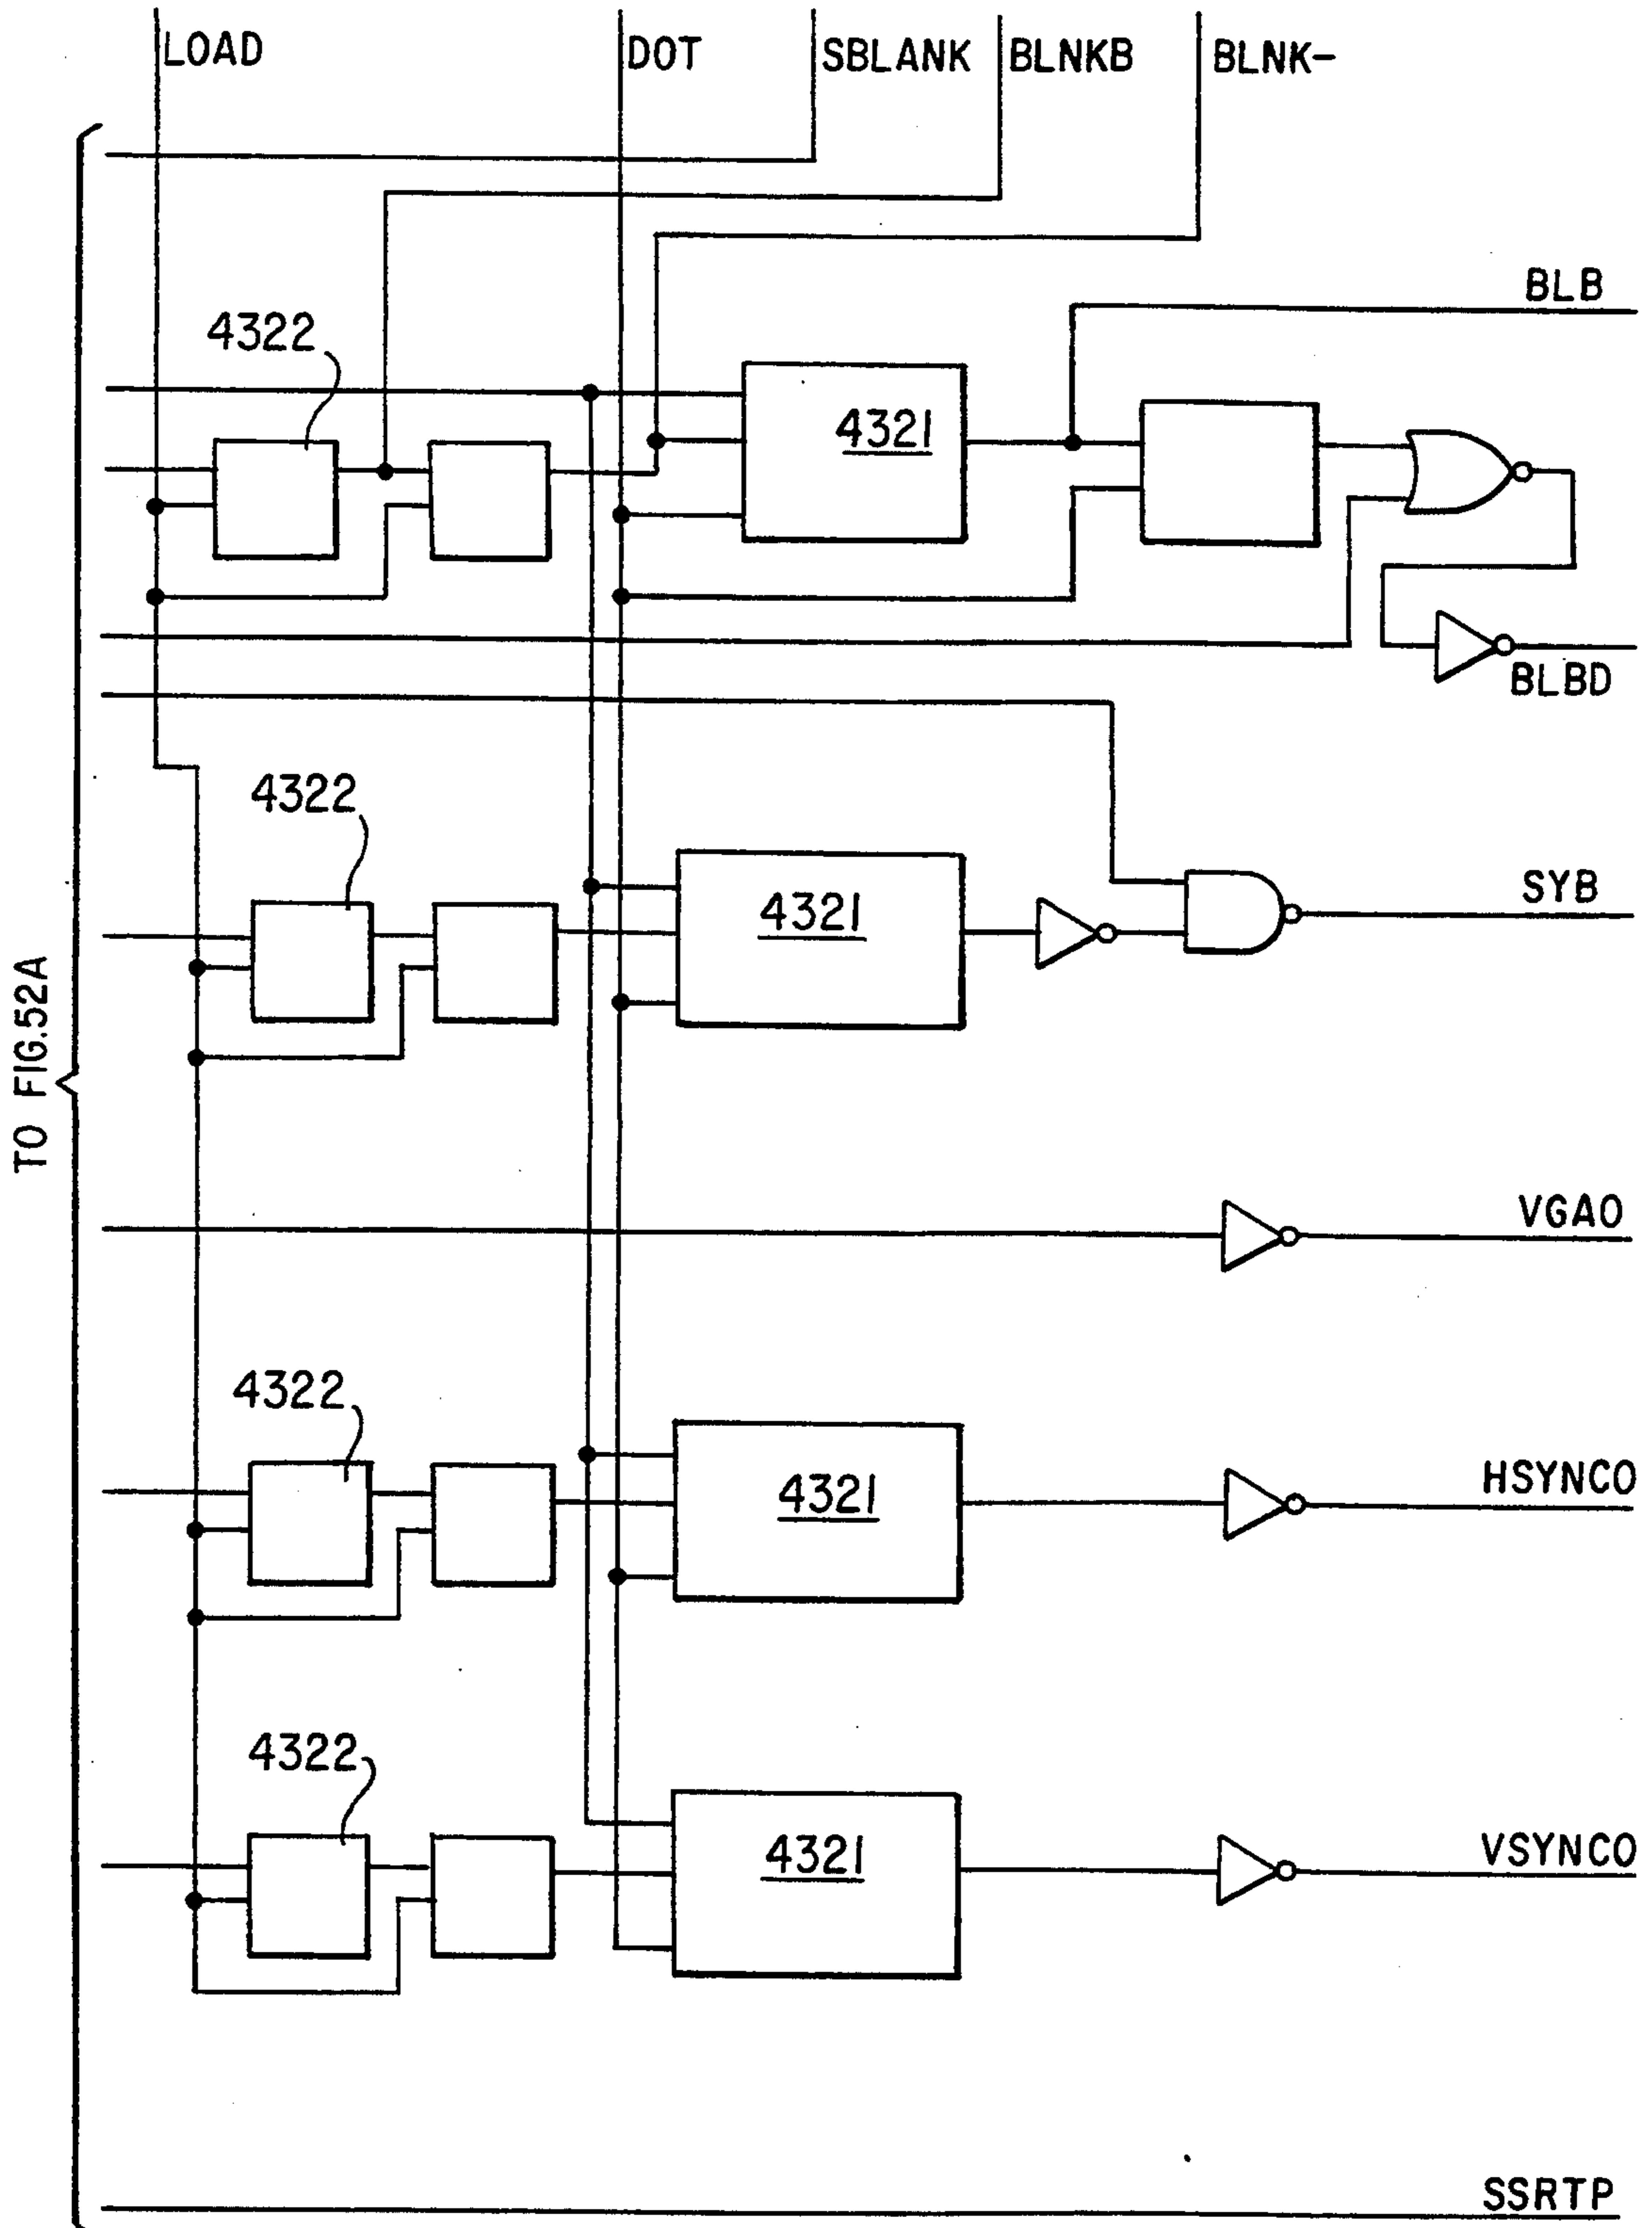 LOAD
DOT
SBLANK
BLNKB
BLNK-
BLB
4322
4321
BLBD
4322
4321
SYB
TO FIG.52A
VGAO
4322
4321
HSYNCO
4322
4321
VSYNCO
SSRTP